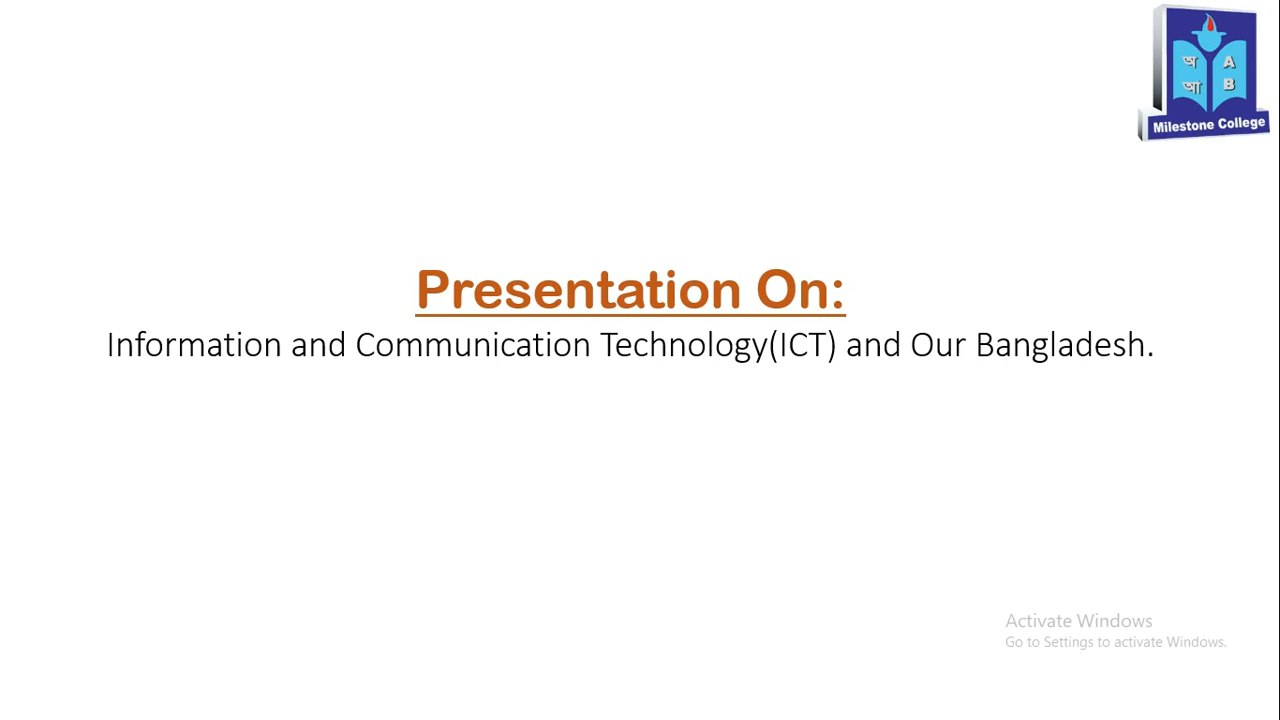 অ A
আ B
Milestone College
Presentation On:
Information and Communication Technology(ICT) and Our Bangladesh.
Activate Windows
Go to Settings to activate Windows.